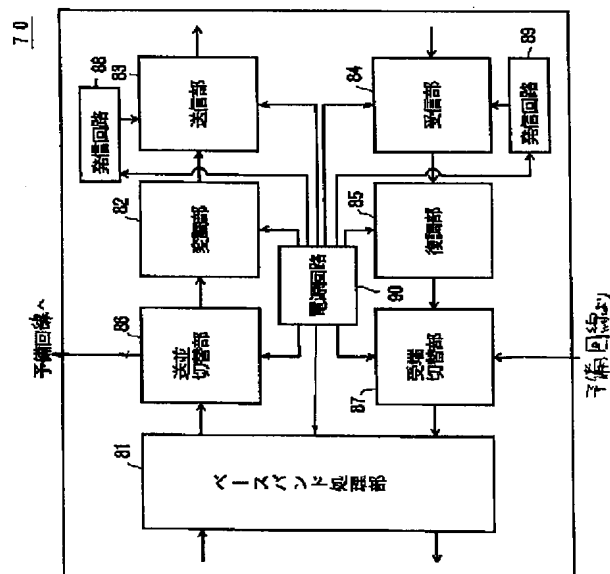 70
88
発信回路
83
送信部
84
受信部
89
発信回路
82
変調部
85
復調部
電源回路
90
予備回線へ
86
送並
切替部
受端
切替部
87
予備回線より
81
ベースバンド処理部